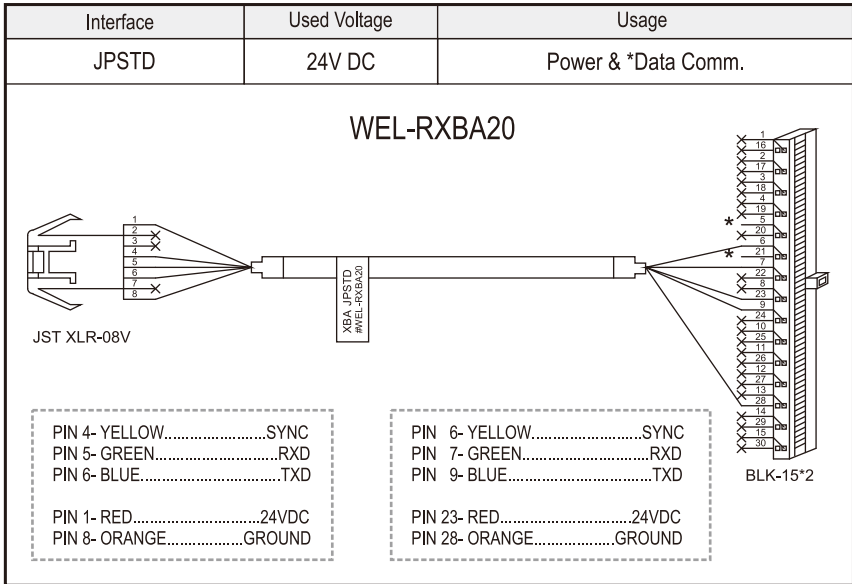 Interface Used Voltage Usage
JPSTD 24V DC Power & *Data Comm.
WEL-RXBA20
1
2
3
4
5
6
7
8
JST XLR-08V
XBA JPSTD
#WEL-RXBA20
1
16
2
17
3
18
4
19
* 5
20
6
* 21
7
22
8
23
9
24
10
25
11
26
12
27
13
28
14
29
15
30
BLK-15*2
PIN 4- YELLOW........................SYNC
PIN 5- GREEN............................RXD
PIN 6- BLUE...............................TXD
PIN 1- RED............................24VDC
PIN 8- ORANGE..................GROUND
PIN 6- YELLOW........................SYNC
PIN 7- GREEN............................RXD
PIN 9- BLUE...............................TXD
PIN 23- RED............................24VDC
PIN 28- ORANGE..................GROUND